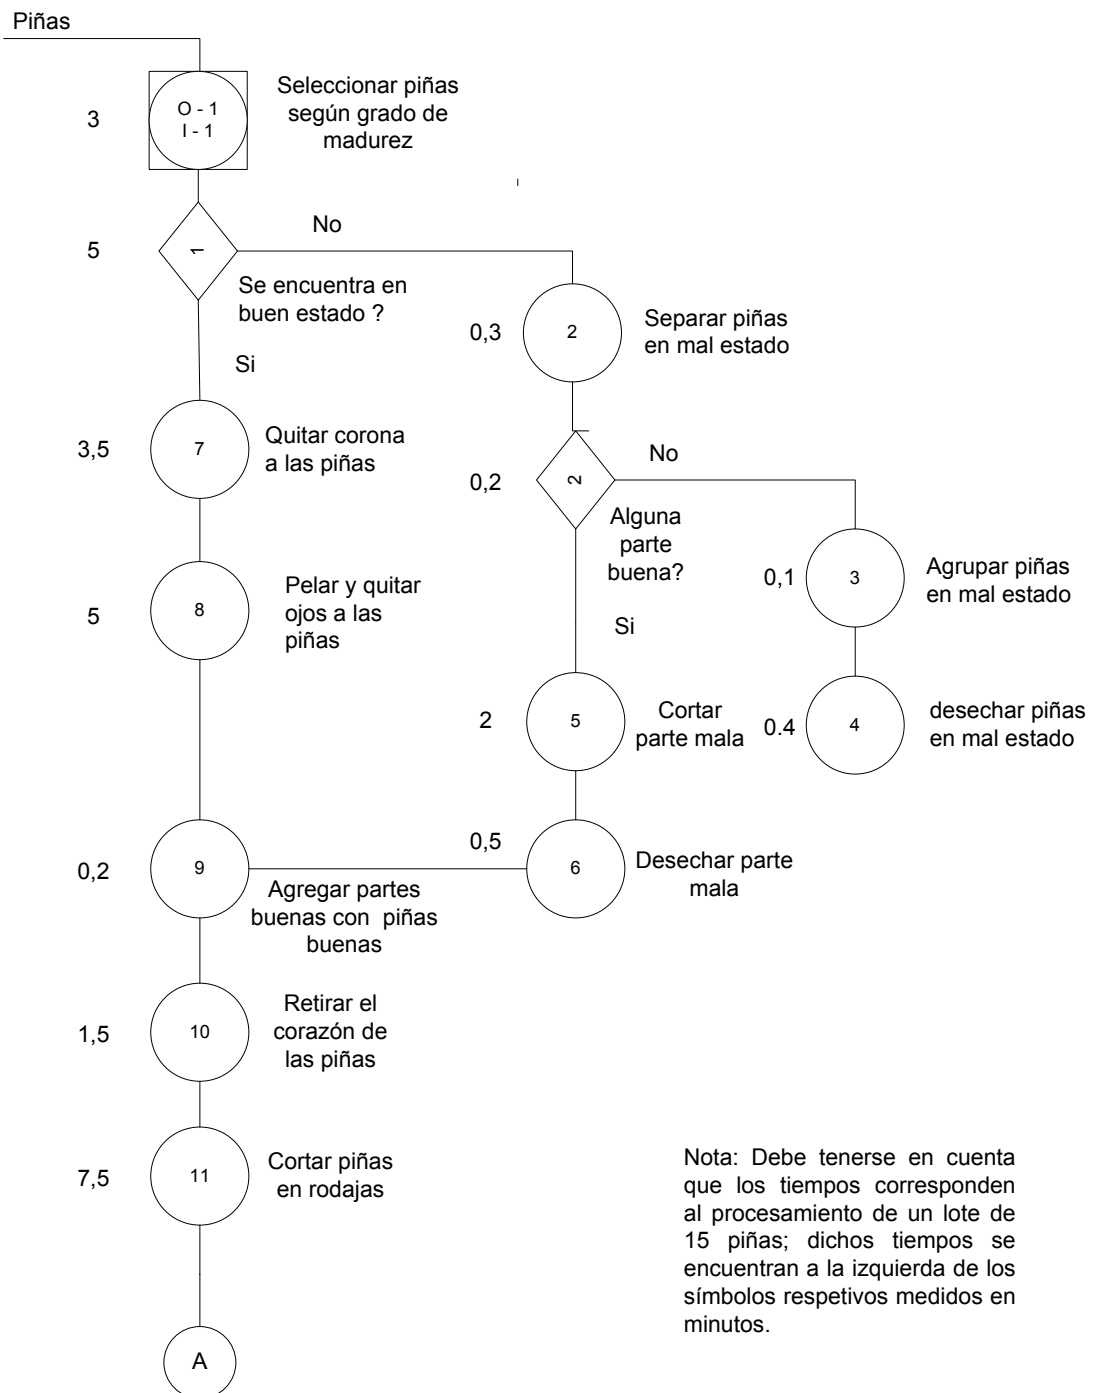 Piñas
3
O - 1
I - 1
Seleccionar piñas
según grado de
madurez
5
1
No
Se encuentra en
buen estado ?
Si
0,3
2
Separar piñas
en mal estado
3,5
7
Quitar corona
a las piñas
0,2
2
No
Alguna
parte
buena?
Si
0,1
3
Agrupar piñas
en mal estado
5
8
Pelar y quitar
ojos a las
piñas
2
5
Cortar
parte mala
0.4
4
desechar piñas
en mal estado
0,2
9
Agregar partes
buenas con piñas
buenas
0,5
6
Desechar parte
mala
1,5
10
Retirar el
corazón de
las piñas
7,5
11
Cortar piñas
en rodajas
Nota: Debe tenerse en cuenta
que los tiempos corresponden
al procesamiento de un lote de
15 piñas; dichos tiempos se
encuentran a la izquierda de los
símbolos respetivos medidos en
minutos.
A